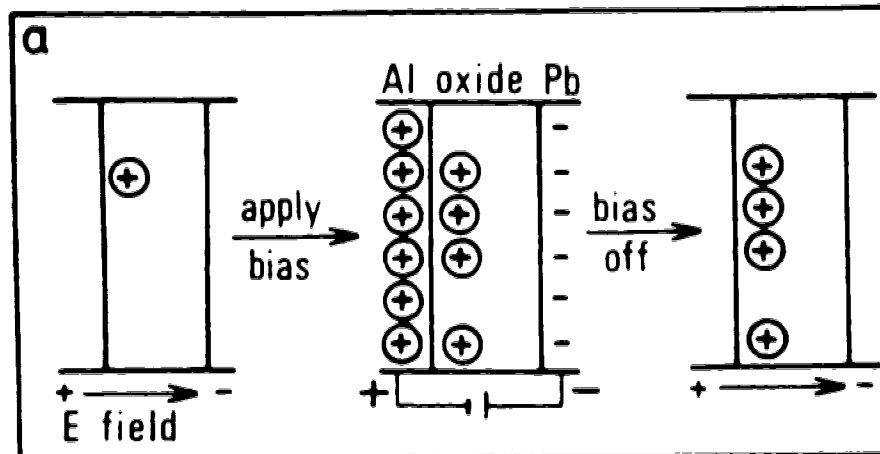 a
Al oxide Pb
apply
bias
bias
off
+ -
E field
+ -
+ -